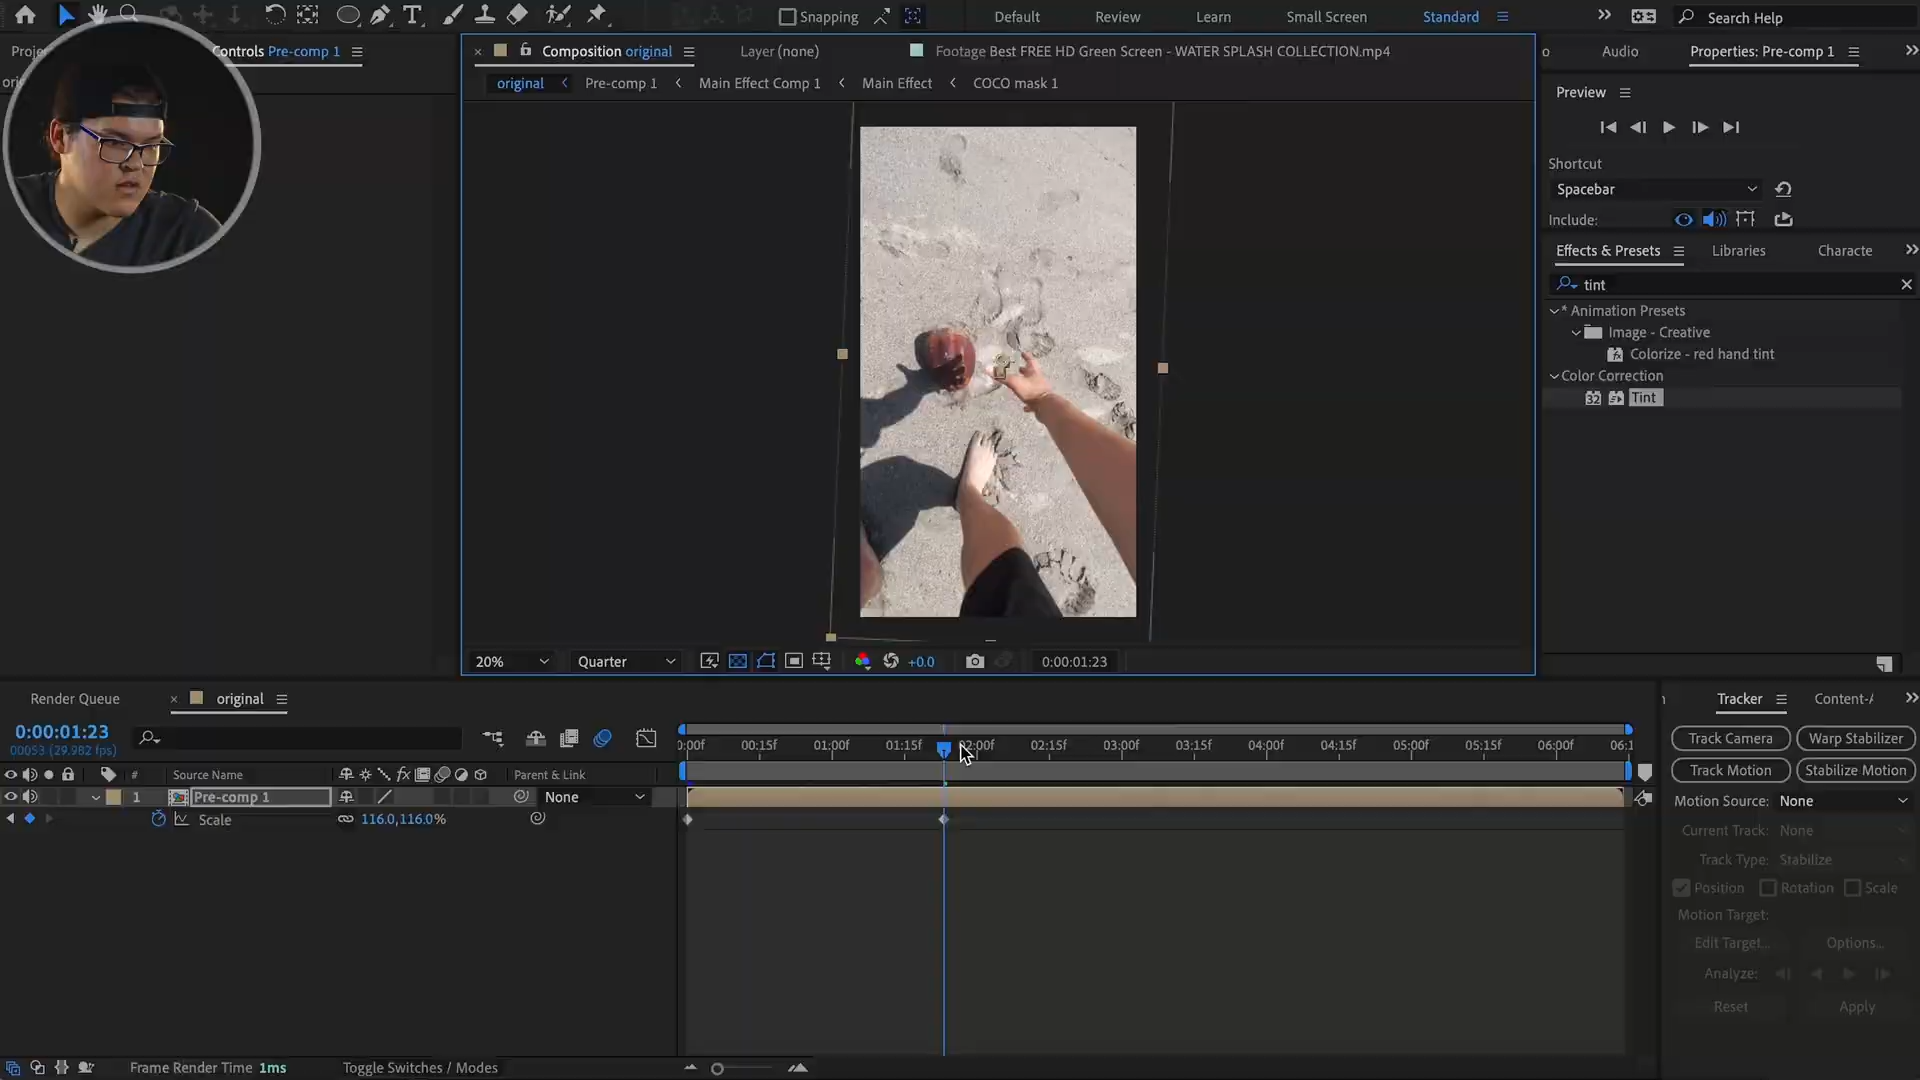 Snapping
Default
Review
Learn
Small Screen
Standard
Search Help
Controls Pre-comp 1
Composition original
Layer (none)
Footage Best FREE HD Green Screen - WATER SPLASH COLLECTION.mp4
Audio
Properties: Pre-comp 1
original
Pre-comp 1
Main Effect Comp 1
Main Effect
COCO mask 1
Preview
Shortcut
Spacebar
Include:
Effects & Presets
Libraries
Characte
tint
* Animation Presets
Image - Creative
Colorize - red hand tint
Color Correction
32
Tint
20%
Quarter
+0.0
0:00:01:23
Render Queue
original
Tracker
Content-A
0:00:01:23
00053 (29.982 fps)
0:00f 00:15f 01:00f 01:15f 02:00f 02:15f 03:00f 03:15f 04:00f 04:15f 05:00f 05:15f 06:00f 06:1
Track Camera
Warp Stabilizer
# Source Name
fx
Parent & Link
Track Motion
Stabilize Motion
1 Pre-comp 1
None
Motion Source: None
Scale
116.0,116.0%
Current Track: None
Track Type: Stabilize
Position
Rotation
Scale
Motion Target:
Edit Target...
Options...
Analyze:
Reset
Apply
Frame Render Time 1ms
Toggle Switches / Modes